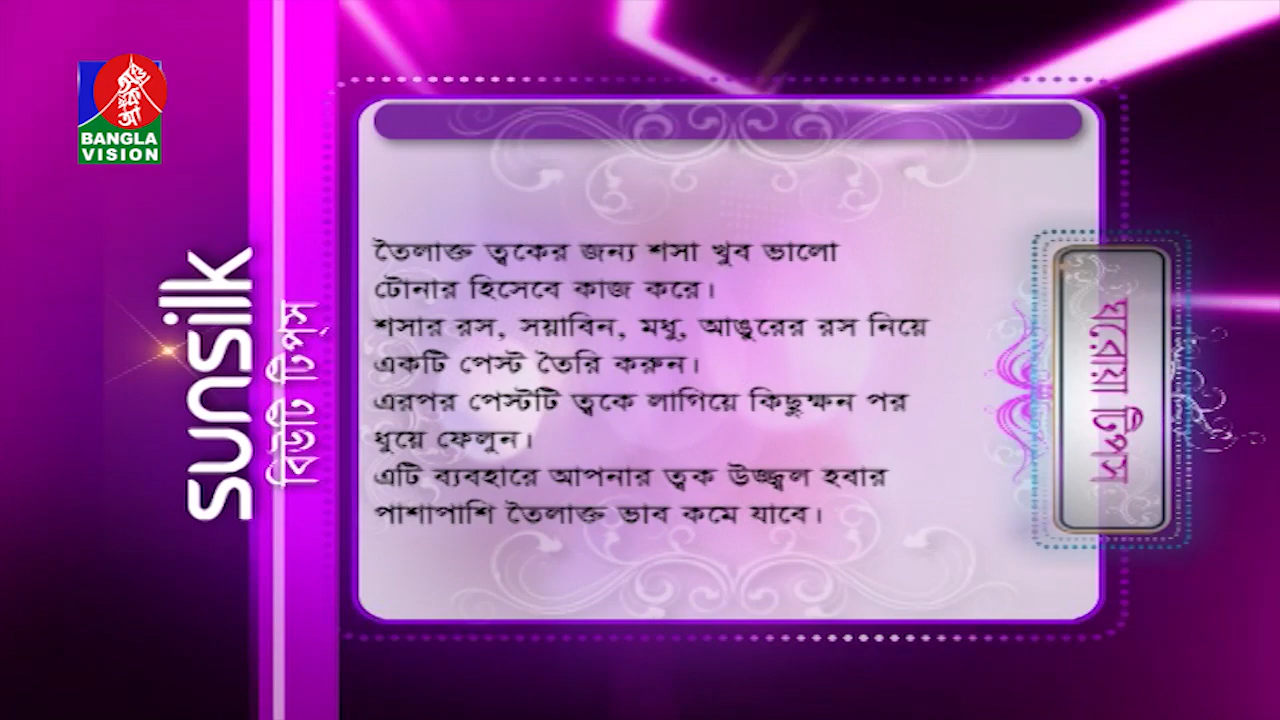 BANGLA
VISION
sunsilk
বিউটি টিপস্
তৈলাক্ত ত্বকের জন্য শসা খুব ভালো
টোনার হিসেবে কাজ করে।
শসার রস, সয়াবিন, মধু, আঙুরের রস নিয়ে
একটি পেস্ট তৈরি করুন।
এরপর পেস্টটি ত্বকে লাগিয়ে কিছুক্ষন পর
ধুয়ে ফেলুন।
এটি ব্যবহারে আপনার ত্বক উজ্জ্বল হবার
পাশাপাশি তৈলাক্ত ভাব কমে যাবে।
ঘরোয়া টিপস